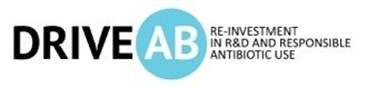 DRIVE AB
RE-INVESTMENT
IN R&D AND RESPONSIBLE
ANTIBIOTIC USE